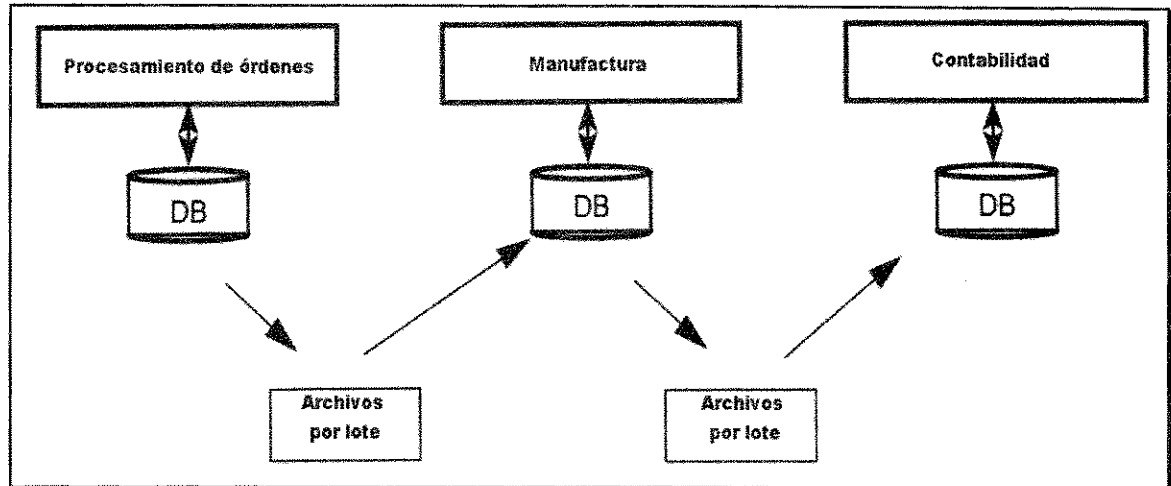 Procesamiento de órdenes
Manufactura
Contabilidad
DB
DB
DB
Archivos
por lote
Archivos
por lote